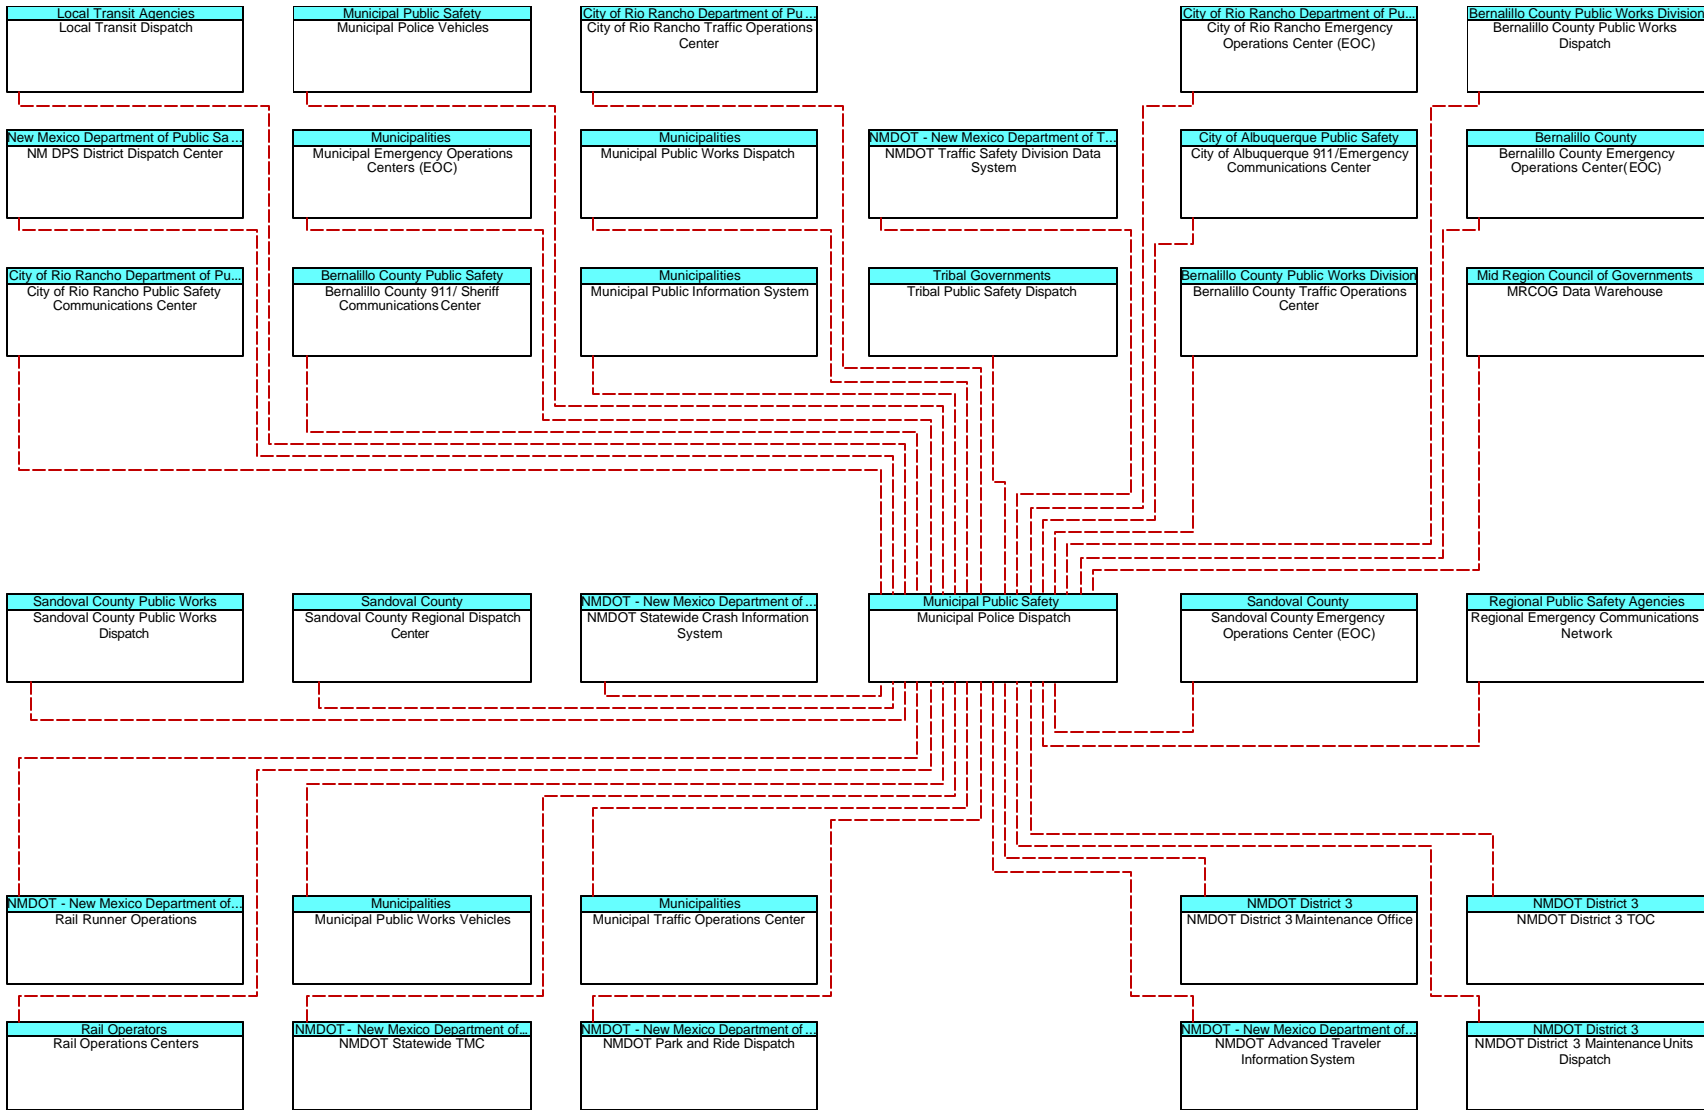 Local Transit Agencies
Local Transit Dispatch
Municipal Public Safety
Municipal Police Vehicles
City of Rio Rancho Department of Pu...
City of Rio Rancho Traffic Operations
Center
City of Rio Rancho Department of Pu...
City of Rio Rancho Emergency
Operations Center (EOC)
Bernalillo County Public Works Division
Bernalillo County Public Works
Dispatch
New Mexico Department of Public Sa...
NM DPS District Dispatch Center
Municipalities
Municipal Emergency Operations
Centers (EOC)
Municipalities
Municipal Public Works Dispatch
NMDOT - New Mexico Department of T...
NMDOT Traffic Safety Division Data
System
City of Albuquerque Public Safety
City of Albuquerque 911/Emergency
Communications Center
Bernalillo County
Bernalillo County Emergency
Operations Center(EOC)
City of Rio Rancho Department of Pu...
City of Rio Rancho Public Safety
Communications Center
Bernalillo County Public Safety
Bernalillo County 911/ Sheriff
Communications Center
Municipalities
Municipal Public Information System
Tribal Governments
Tribal Public Safety Dispatch
Bernalillo County Public Works Division
Bernalillo County Traffic Operations
Center
Mid Region Council of Governments
MRCOG Data Warehouse
Sandoval County Public Works
Sandoval County Public Works
Dispatch
Sandoval County
Sandoval County Regional Dispatch
Center
NMDOT - New Mexico Department of ...
NMDOT Statewide Crash Information
System
Municipal Public Safety
Municipal Police Dispatch
Sandoval County
Sandoval County Emergency
Operations Center (EOC)
Regional Public Safety Agencies
Regional Emergency Communications
Network
NMDOT - New Mexico Department of...
Rail Runner Operations
Municipalities
Municipal Public Works Vehicles
Municipalities
Municipal Traffic Operations Center
NMDOT District 3
NMDOT District 3 Maintenance Office
NMDOT District 3
NMDOT District 3 TOC
Rail Operators
Rail Operations Centers
NMDOT - New Mexico Department of...
NMDOT Statewide TMC
NMDOT - New Mexico Department of ...
NMDOT Park and Ride Dispatch
NMDOT - New Mexico Department of...
NMDOT Advanced Traveler
Information System
NMDOT District 3
NMDOT District 3 Maintenance Units
Dispatch